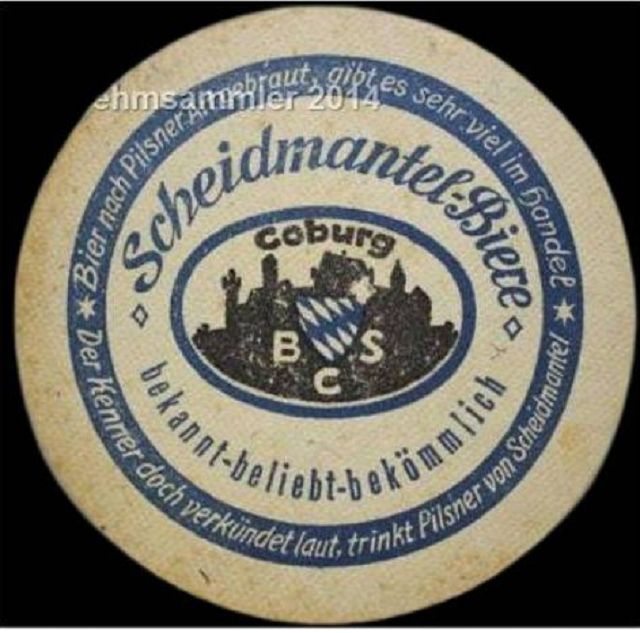 Bier nach Pilsner Art gebraut, gibt es sehr viel im Handel
ehmsammler 2014
Scheidmantel-Biere
Coburg
B S
C
bekannt-beliebt-bekömmlich
Der Kenner doch verkündet laut, trinkt Pilsner von Scheidmantel